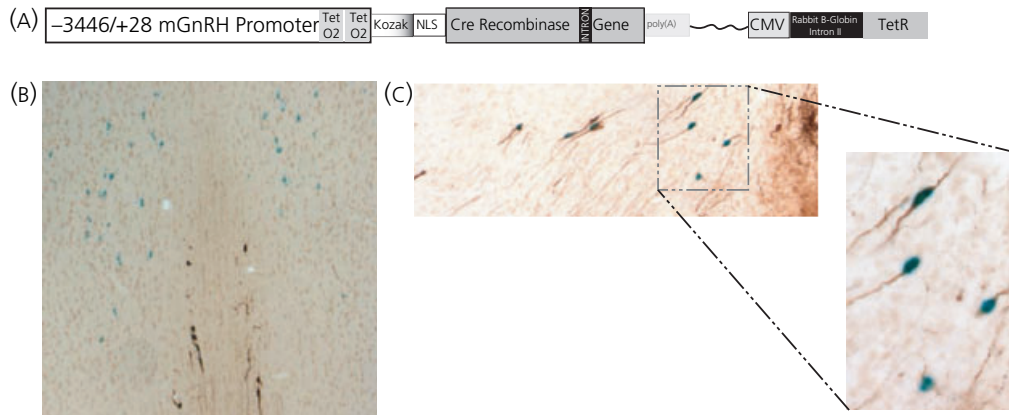 (A)
−3446/+28 mGnRH Promoter
Tet O2
Tet O2
Kozak
NLS
Cre Recombinase
INTRON
Gene
poly(A)
CMV
Rabbit B-Globin
Intron II
TetR
(B)
(C)